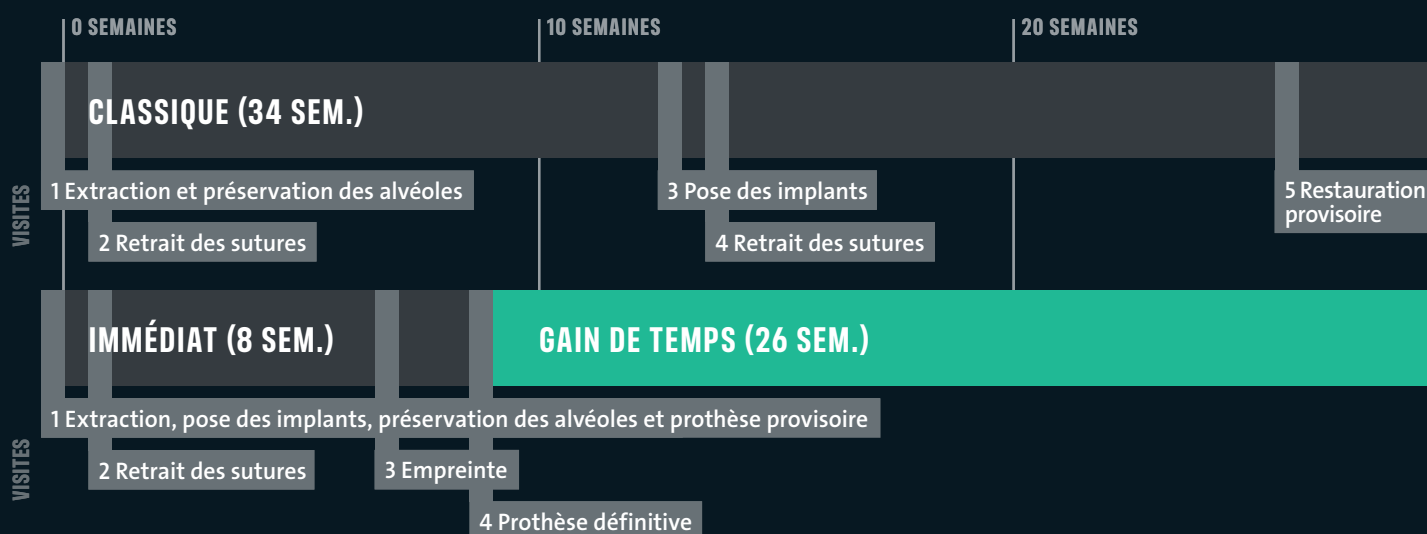 0 SEMAINES
10 SEMAINES
20 SEMAINES
CLASSIQUE (34 SEM.)
VISITES
1 Extraction et préservation des alvéoles
2 Retrait des sutures
3 Pose des implants
4 Retrait des sutures
5 Restauration
provisoire
IMMÉDIAT (8 SEM.)
GAIN DE TEMPS (26 SEM.)
VISITES
1 Extraction, pose des implants, préservation des alvéoles et prothèse provisoire
2 Retrait des sutures
3 Empreinte
4 Prothèse définitive